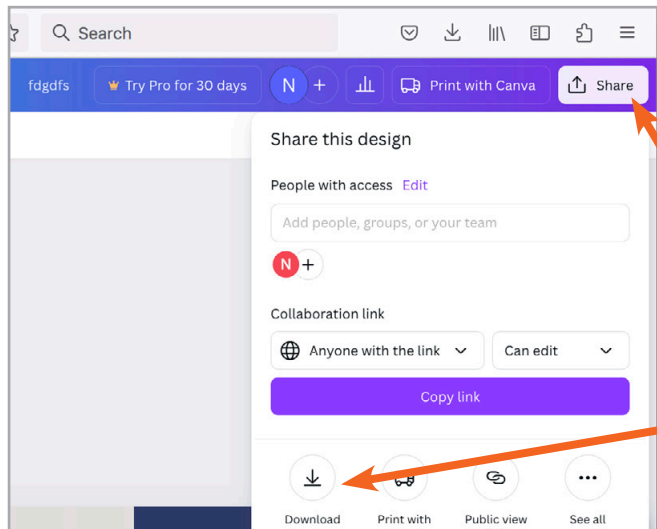 Search
fdgdfs Try Pro for 30 days N + Print with Canva Share
Share this design
People with access Edit
Add people, groups, or your team
N +
Collaboration link
Anyone with the link Can edit
Copy link
Download Print with Public view See all